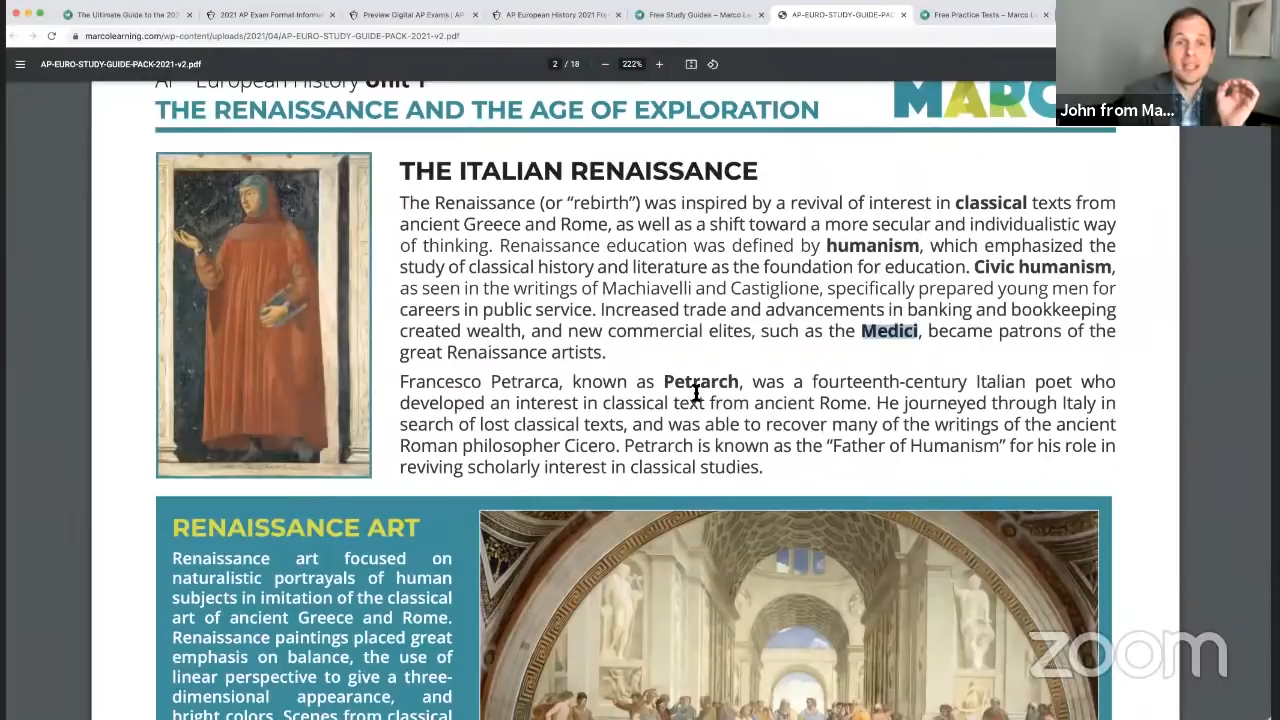 The Ultimate Guide to the 202
2021 AP Exam Format Informat
Preview Digital AP Exams | AP
AP European History 2021 Fre
Free Study Guides – Marco Le
AP-EURO-STUDY-GUIDE-PAC
Free Practice Tests – Marco L
marcolearning.com/wp-content/uploads/2021/04/AP-EURO-STUDY-GUIDE-PACK-2021-v2.pdf
AP-EURO-STUDY-GUIDE-PACK-2021-v2.pdf
2 / 18
222%
John from Ma...
AP European History Unit 1
THE RENAISSANCE AND THE AGE OF EXPLORATION
MARC
THE ITALIAN RENAISSANCE
The Renaissance (or “rebirth”) was inspired by a revival of interest in classical texts from
ancient Greece and Rome, as well as a shift toward a more secular and individualistic way
of thinking. Renaissance education was defined by humanism, which emphasized the
study of classical history and literature as the foundation for education. Civic humanism,
as seen in the writings of Machiavelli and Castiglione, specifically prepared young men for
careers in public service. Increased trade and advancements in banking and bookkeeping
created wealth, and new commercial elites, such as the Medici, became patrons of the
great Renaissance artists.
Francesco Petrarca, known as Petrarch, was a fourteenth-century Italian poet who
developed an interest in classical text from ancient Rome. He journeyed through Italy in
search of lost classical texts, and was able to recover many of the writings of the ancient
Roman philosopher Cicero. Petrarch is known as the “Father of Humanism” for his role in
reviving scholarly interest in classical studies.
RENAISSANCE ART
Renaissance art focused on
naturalistic portrayals of human
subjects in imitation of the classical
art of ancient Greece and Rome.
Renaissance paintings placed great
emphasis on balance, the use of
linear perspective to give a three-
dimensional appearance, and
bright colors. Scenes from classical
zoom